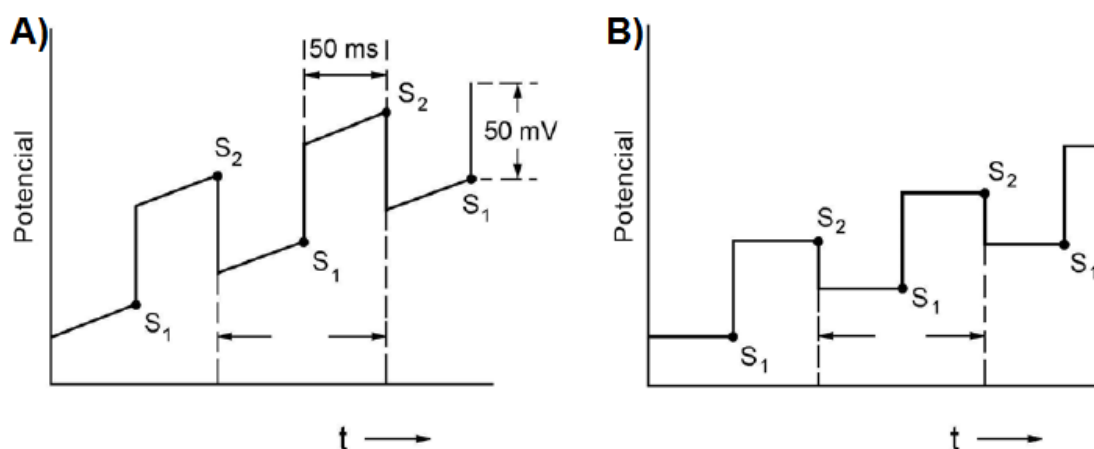 A)
50 ms
S₂
S₂
50 mV
S₁
S₁
S₁
Potencial
t
B)
S₂
S₂
S₁
S₁
S₁
Potencial
t